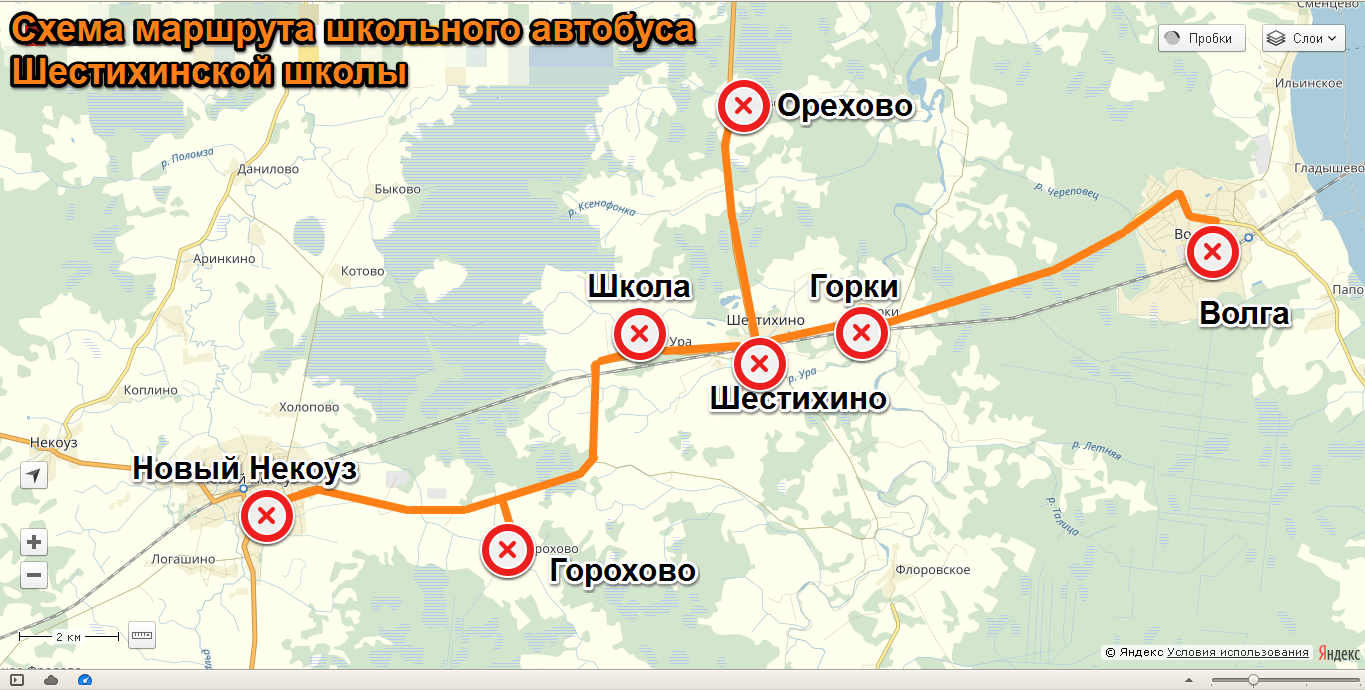 Схема маршрута школьного автобуса
Шестихинской школы
Сменцево
Пробки
Слои
Ильинское
Орехово
р. Поломза
Данилово
Быково
р. Ксенофонка
р. Череповец
Гладышево
Аринкино
Котово
Школа
Горки
Шестихино
Ура
Волга
р. Ура
Шестихино
Коплино
Холопово
Некоуз
Новый Некоуз
р. Летняя
р. Талица
Логашино
Горохово
Флоровское
2 км
© Яндекс Условия использования
Яндекс